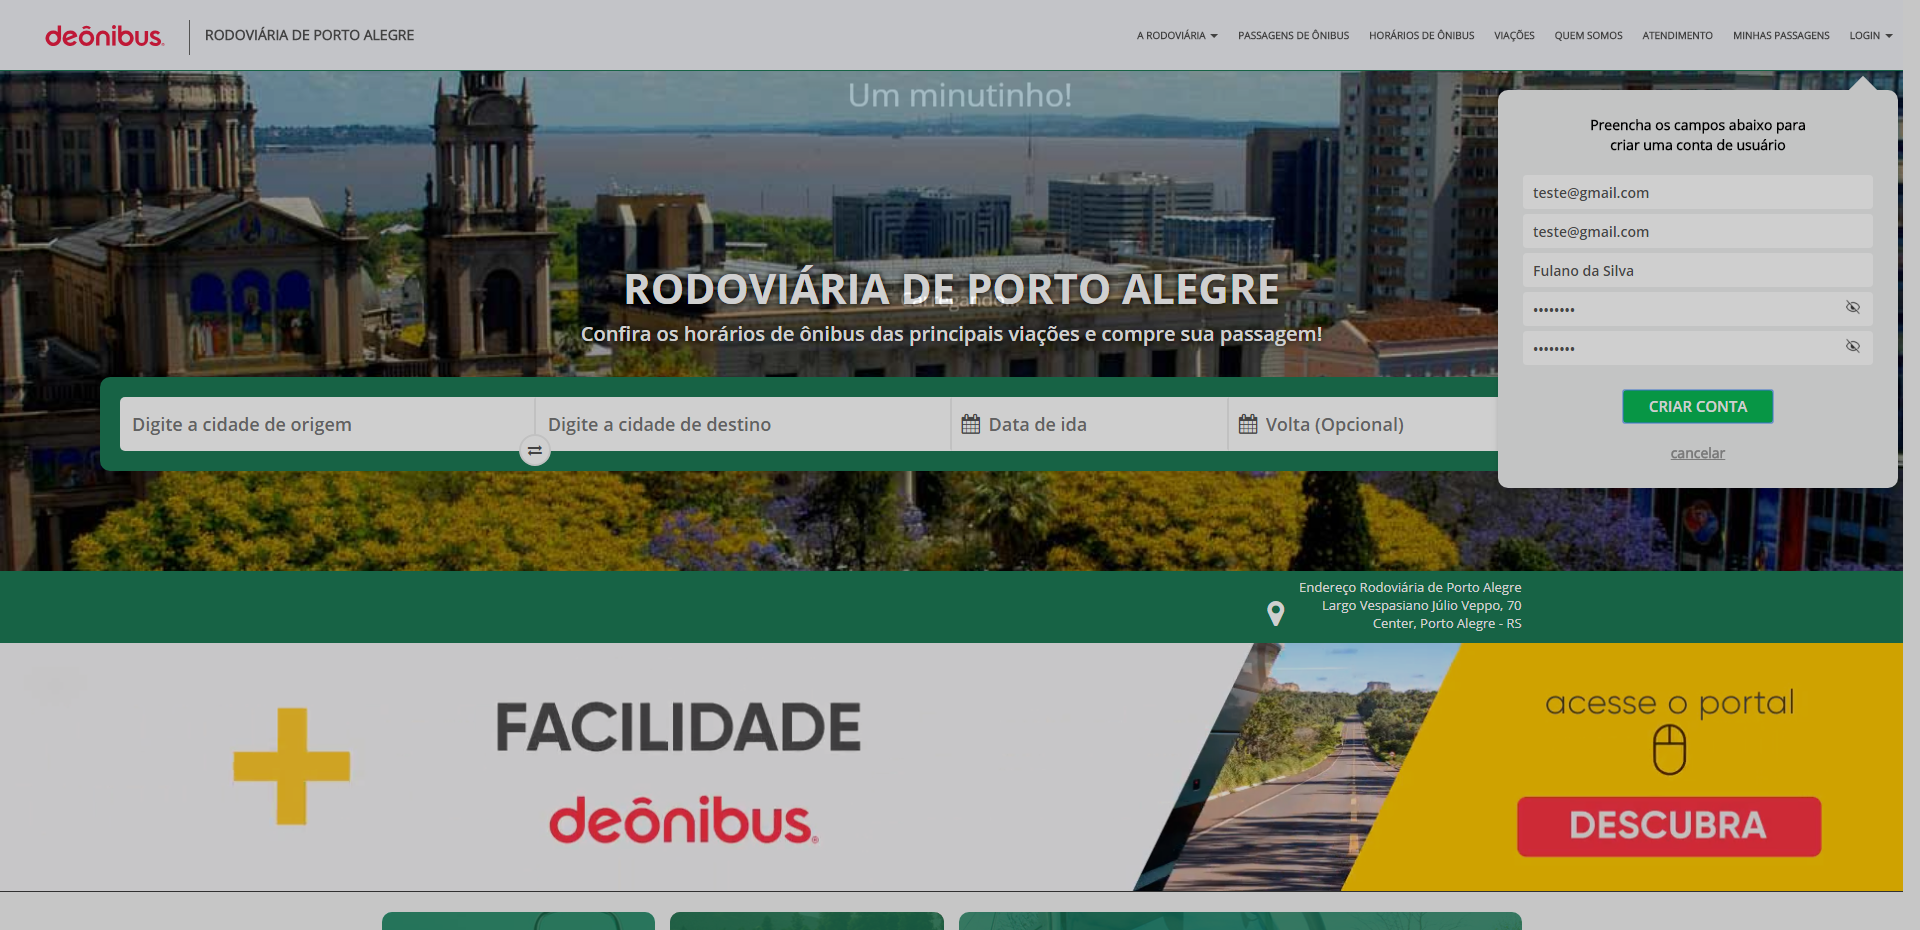 deônibus
RODOVIÁRIA DE PORTO ALEGRE
A RODOVIÁRIA
PASSAGENS DE ÔNIBUS
HORÁRIOS DE ÔNIBUS
VIAÇÕES
QUEM SOMOS
ATENDIMENTO
MINHAS PASSAGENS
LOGIN
Um minutinho!
Preencha os campos abaixo para
criar uma conta de usuário
teste@gmail.com
teste@gmail.com
Fulano da Silva
••••••••
••••••••
CRIAR CONTA
cancelar
RODOVIÁRIA DE PORTO ALEGRE
Carregando...
Confira os horários de ônibus das principais viações e compre sua passagem!
Digite a cidade de origem
Digite a cidade de destino
Data de ida
Volta (Opcional)
Endereço Rodoviária de Porto Alegre
Largo Vespasiano Júlio Veppo, 70
Center, Porto Alegre - RS
+ FACILIDADE
deônibus®
acesse o portal
DESCUBRA